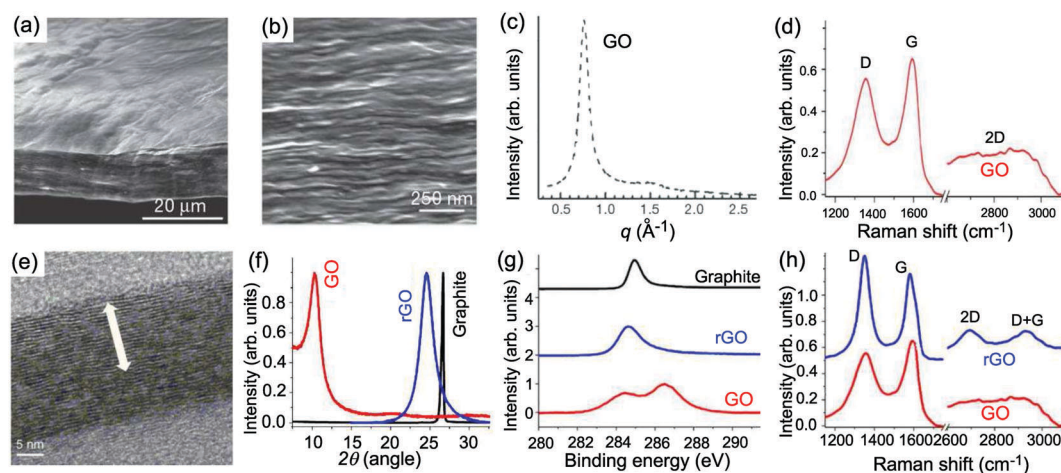 (a)
20 μm
(b)
250 nm
(c)
GO
Intensity (arb. units)
0.5 1.0 1.5 2.0 2.5
q (Å-1)
(d)
D
G
2D
GO
Intensity (arb. units)
0.6
0.4
0.2
0.0
1200 1400 1600 2800 3000
Raman shift (cm-1)
(e)
5 nm
(f)
GO
rGO
Graphite
Intensity (arb. units)
1.0
0.8
0.6
0.4
0.2
0.0
10 15 20 25 30
2θ (angle)
(g)
Graphite
rGO
GO
Intensity (arb. units)
4
2
0
280 282 284 286 288 290
Binding energy (eV)
(h)
D
G
2D
D+G
rGO
GO
Intensity (arb. units)
1.2
1.0
0.8
0.6
0.4
0.2
0.0
1200 1400 1600 2600 2800 3000
Raman shift (cm-1)